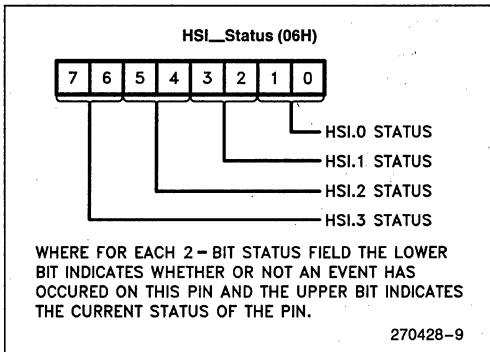 HSI__Status (06H)
7 6 5 4 3 2 1 0
HSI.0 STATUS
HSI.1 STATUS
HSI.2 STATUS
HSI.3 STATUS
WHERE FOR EACH 2-BIT STATUS FIELD THE LOWER
BIT INDICATES WHETHER OR NOT AN EVENT HAS
OCCURED ON THIS PIN AND THE UPPER BIT INDICATES
THE CURRENT STATUS OF THE PIN.
270428-9